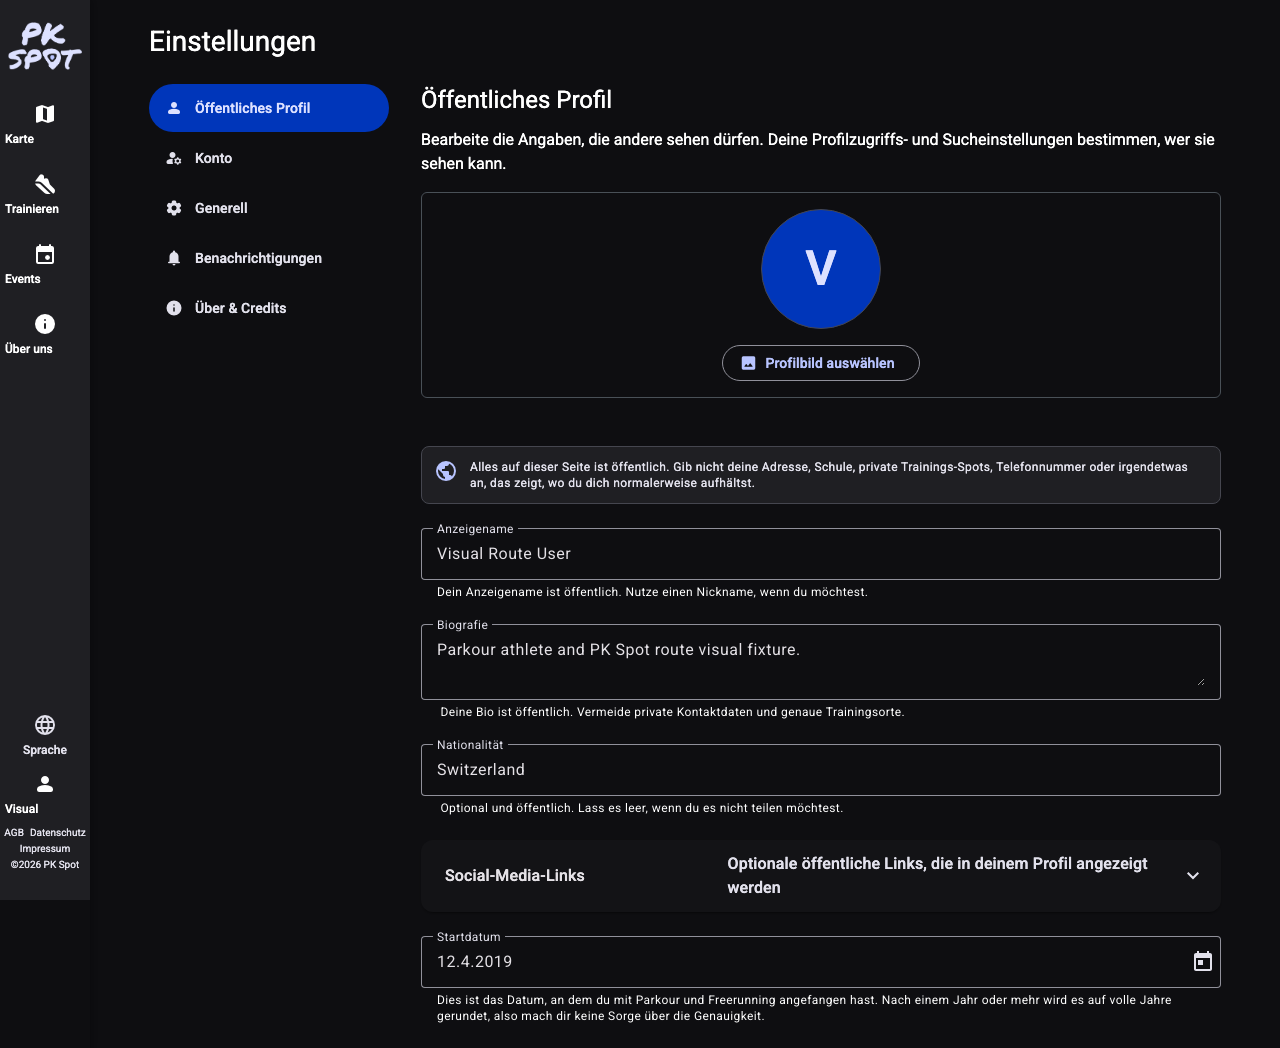 PK
SPOT
Karte
Trainieren
Events
Über uns
Sprache
Visual
AGB Datenschutz
Impressum
©2026 PK Spot
Einstellungen
Öffentliches Profil
Konto
Generell
Benachrichtigungen
Über & Credits
Öffentliches Profil
Bearbeite die Angaben, die andere sehen dürfen. Deine Profilzugriffs- und Sucheinstellungen bestimmen, wer sie
sehen kann.
V
Profilbild auswählen
Alles auf dieser Seite ist öffentlich. Gib nicht deine Adresse, Schule, private Trainings-Spots, Telefonnummer oder irgendetwas
an, das zeigt, wo du dich normalerweise aufhältst.
Anzeigename
Visual Route User
Dein Anzeigename ist öffentlich. Nutze einen Nickname, wenn du möchtest.
Biografie
Parkour athlete and PK Spot route visual fixture.
Deine Bio ist öffentlich. Vermeide private Kontaktdaten und genaue Trainingsorte.
Nationalität
Switzerland
Optional und öffentlich. Lass es leer, wenn du es nicht teilen möchtest.
Social-Media-Links
Optionale öffentliche Links, die in deinem Profil angezeigt
werden
Startdatum
12.4.2019
Dies ist das Datum, an dem du mit Parkour und Freerunning angefangen hast. Nach einem Jahr oder mehr wird es auf volle Jahre
gerundet, also mach dir keine Sorge über die Genauigkeit.